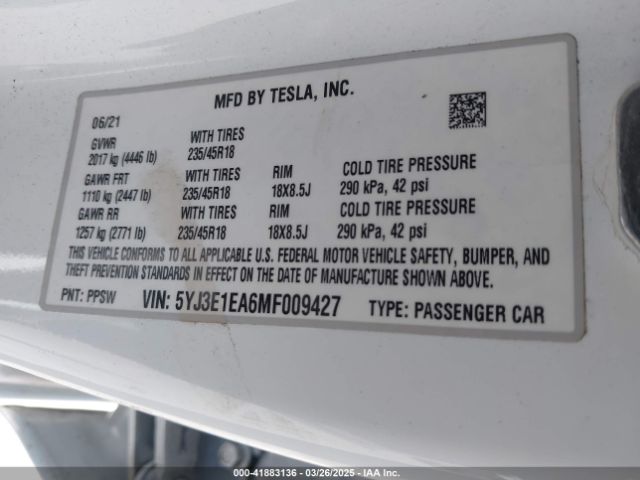 MFD BY TESLA, INC.
06/21
GVWR WITH TIRES
2017 kg (4446 lb) 235/45R18
GAWR FRT WITH TIRES RIM COLD TIRE PRESSURE
1110 kg (2447 lb) 235/45R18 18X8.5J 290 kPa, 42 psi
GAWR RR WITH TIRES RIM COLD TIRE PRESSURE
1257 kg (2771 lb) 235/45R18 18X8.5J 290 kPa, 42 psi
THIS VEHICLE CONFORMS TO ALL APPLICABLE U.S. FEDERAL MOTOR VEHICLE SAFETY, BUMPER, AND
THEFT PREVENTION STANDARDS IN EFFECT ON THE DATE OF MANUFACTURE SHOWN ABOVE.
PNT: PPSW VIN: 5YJ3E1EA6MF009427 TYPE: PASSENGER CAR
000-41883136 - 03/26/2025 - IAA Inc.